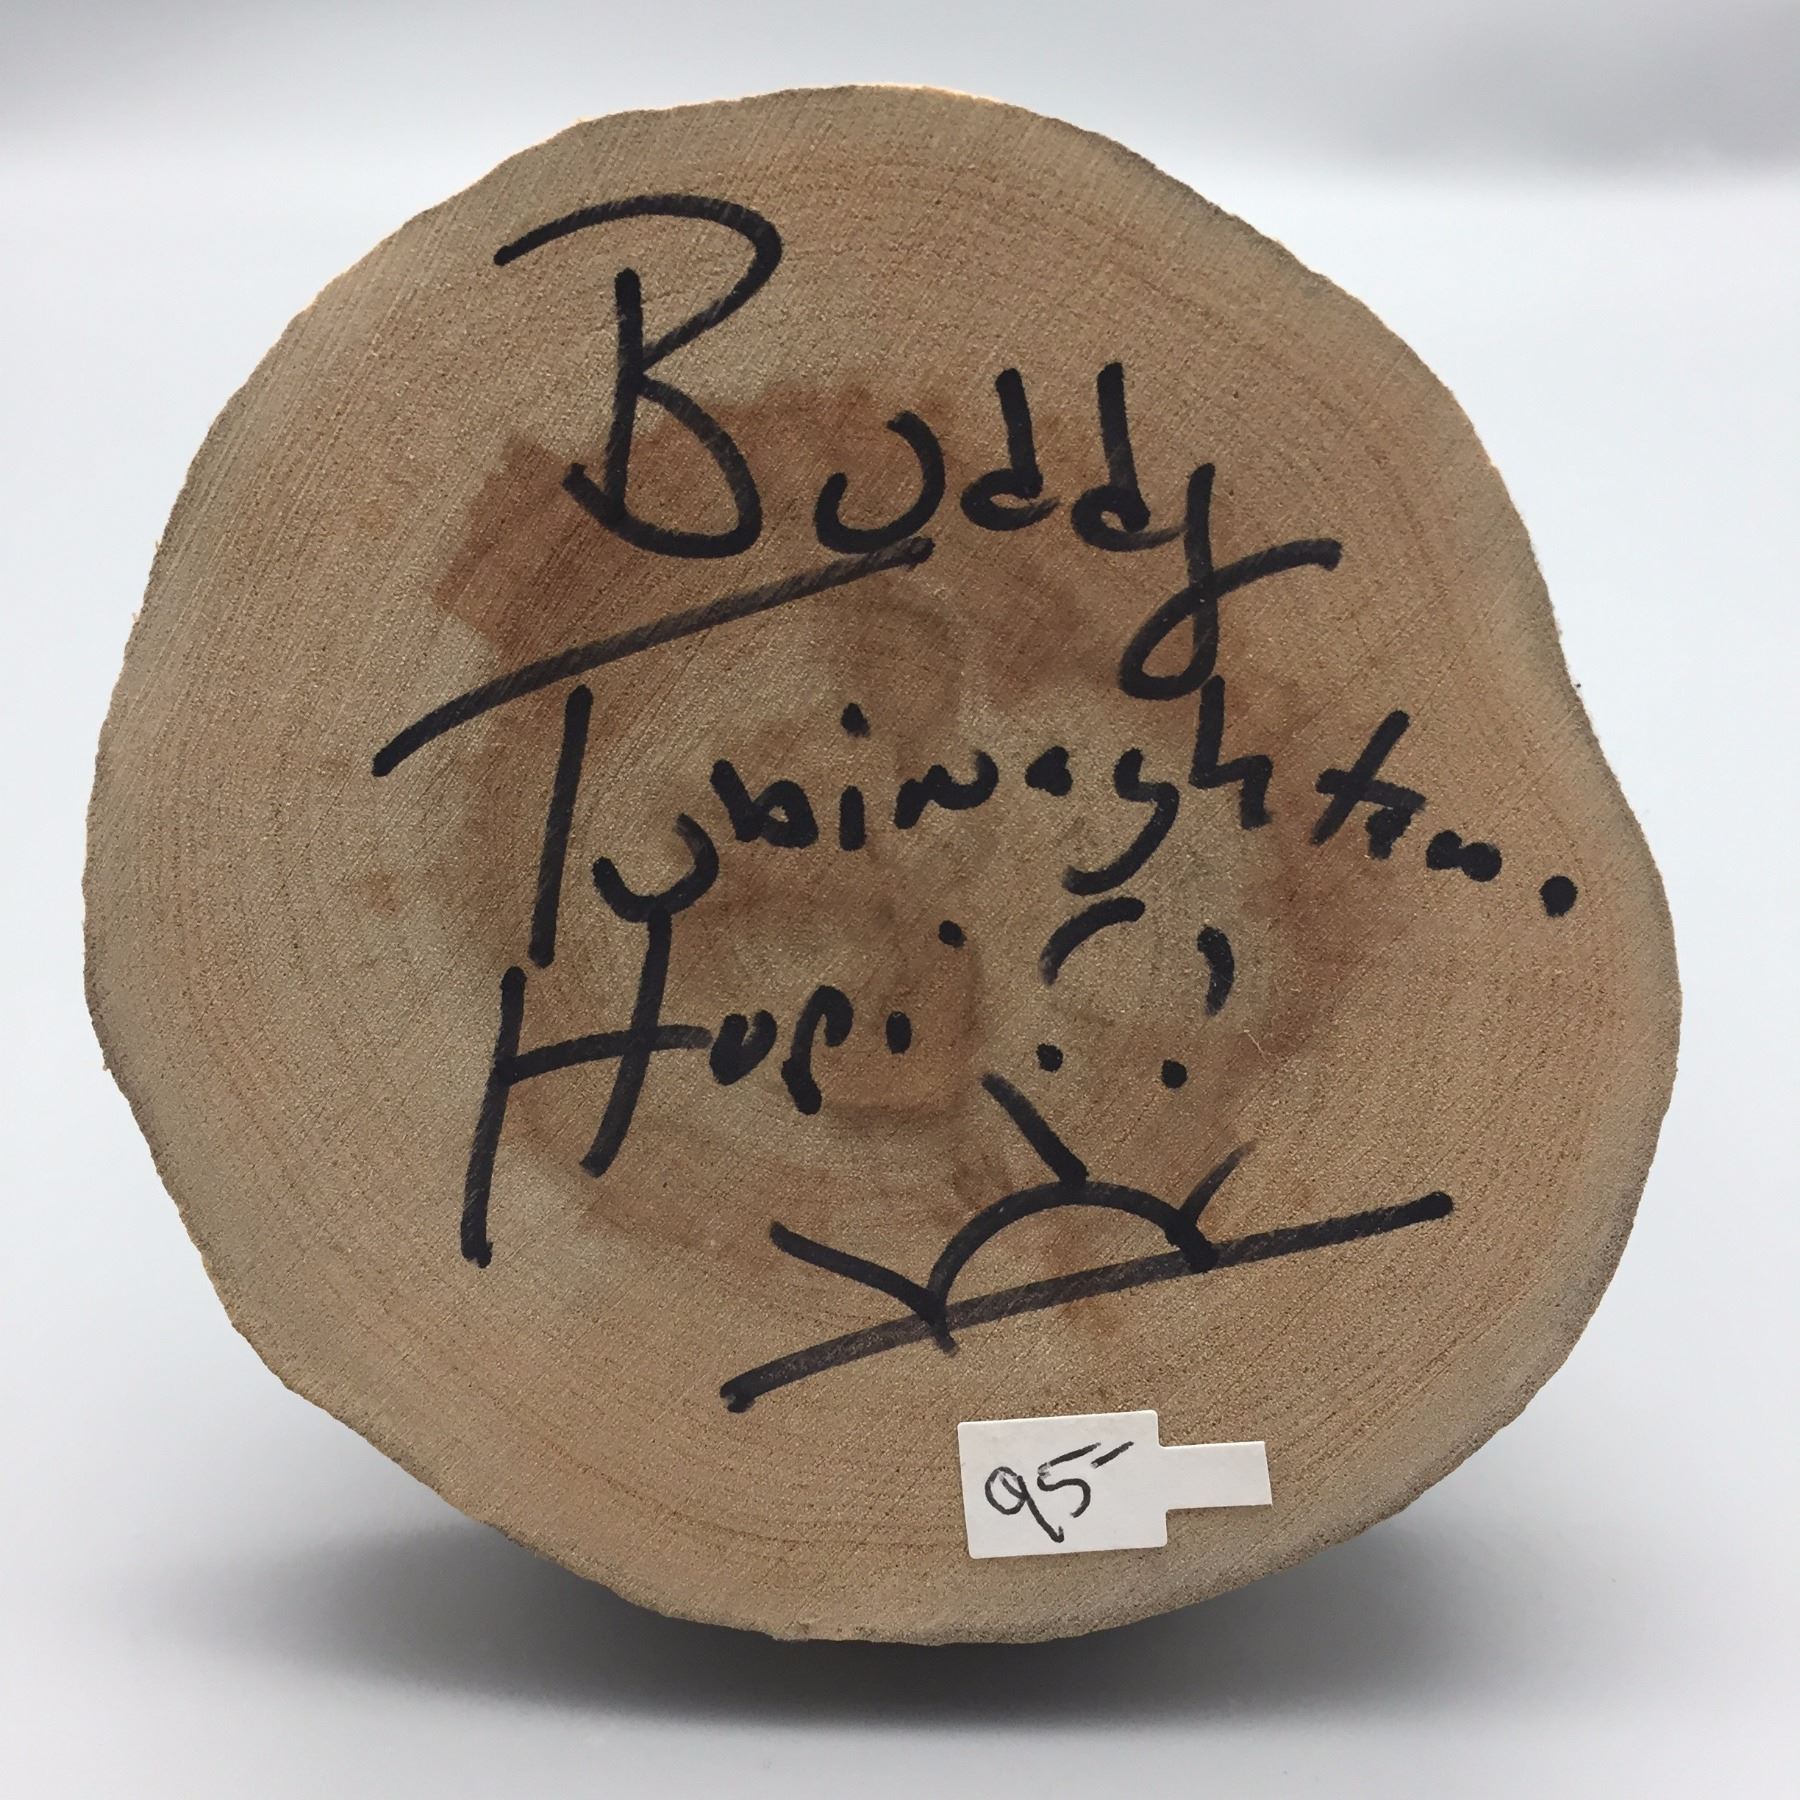 Buddy
Tubinaghtewa.
Hopi
95-